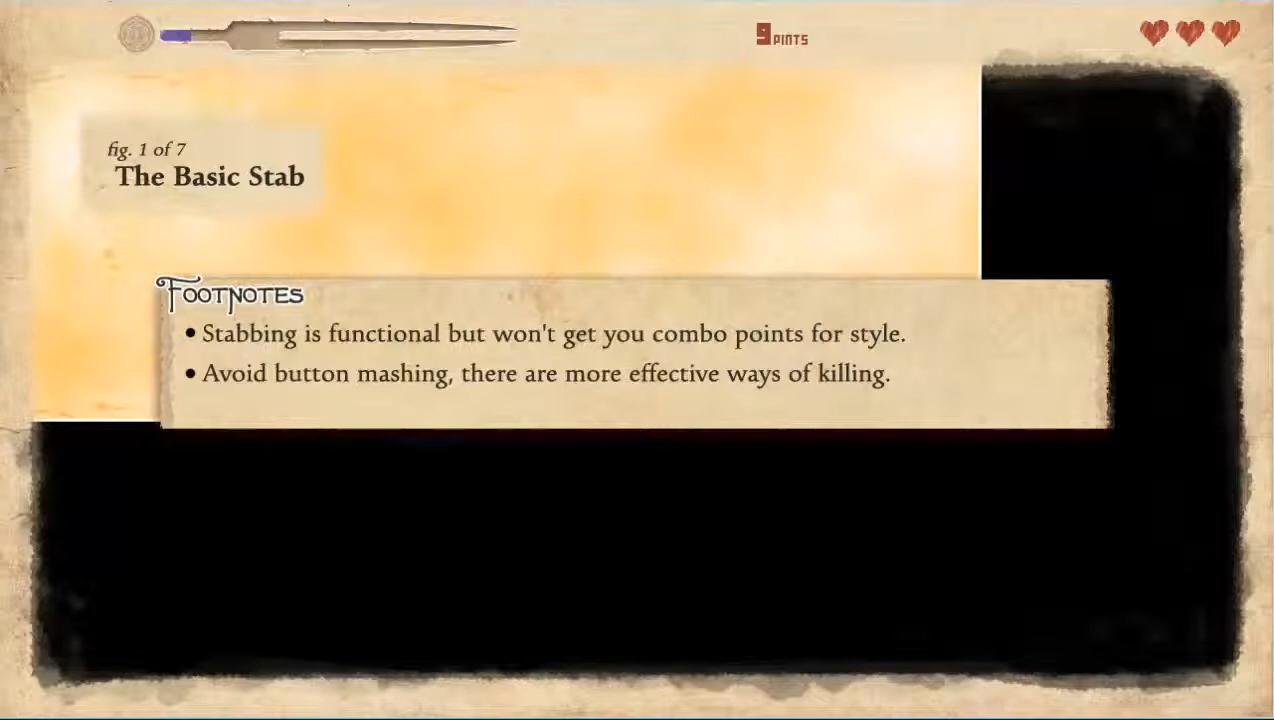 9 PINTS
fig. 1 of 7
The Basic Stab
FOOTNOTES
• Stabbing is functional but won't get you combo points for style.
• Avoid button mashing, there are more effective ways of killing.